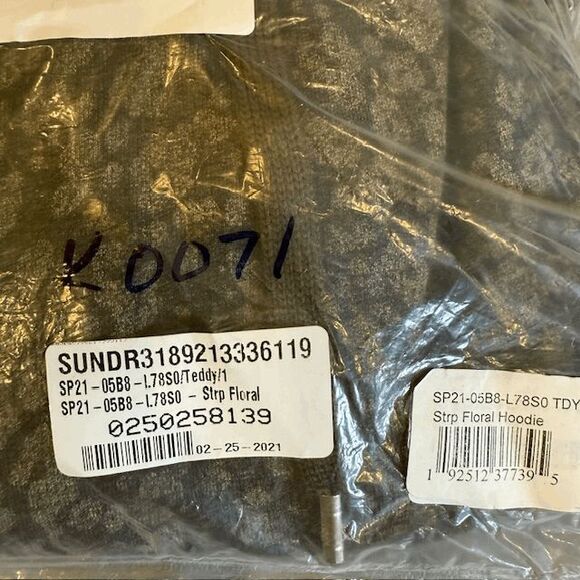 K0071
SUNDR3189213336119
SP21-05B8-L78S0/Teddy/1
SP21-05B8-L78S0 - Strp Floral
0250258139
02-25-2021
SP21-05B8-L78S0 TDY
Strp Floral Hoodie
1 92512 37739 5